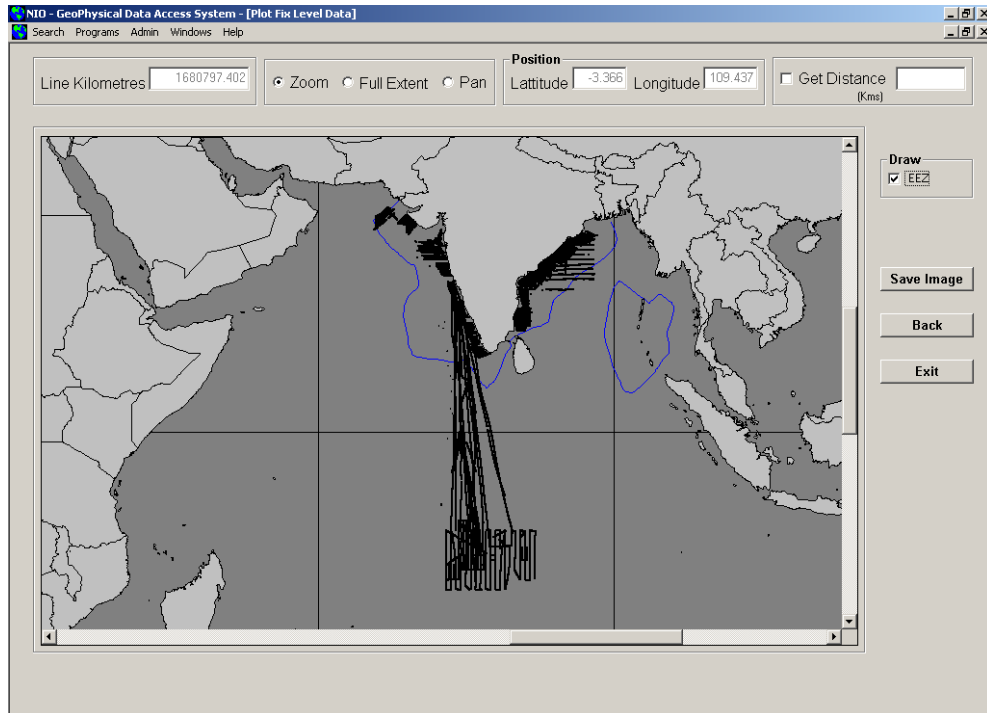 NIO - GeoPhysical Data Access System - [Plot Fix Level Data]
Search Programs Admin Windows Help
Line Kilometres 1680797.402
Zoom Full Extent Pan
Position
Lattitude -3.366 Longitude 109.437
Get Distance
(Kms)
Draw
EEZ
Save Image
Back
Exit